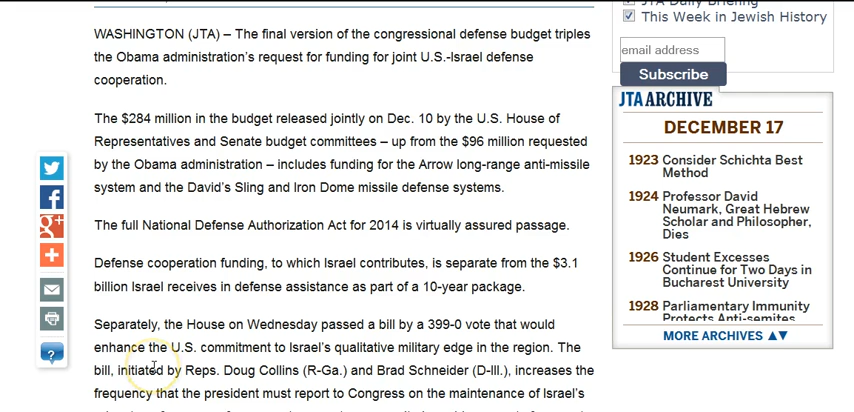 WASHINGTON (JTA) – The final version of the congressional defense budget triples
the Obama administration's request for funding for joint U.S.-Israel defense
cooperation.
The $284 million in the budget released jointly on Dec. 10 by the U.S. House of
Representatives and Senate budget committees – up from the $96 million requested
by the Obama administration – includes funding for the Arrow long-range anti-missile
system and the David's Sling and Iron Dome missile defense systems.
The full National Defense Authorization Act for 2014 is virtually assured passage.
Defense cooperation funding, to which Israel contributes, is separate from the $3.1
billion Israel receives in defense assistance as part of a 10-year package.
Separately, the House on Wednesday passed a bill by a 399-0 vote that would
enhance the U.S. commitment to Israel's qualitative military edge in the region. The
bill, initiated by Reps. Doug Collins (R-Ga.) and Brad Schneider (D-Ill.), increases the
frequency that the president must report to Congress on the maintenance of Israel's
JTA Daily Briefing
This Week in Jewish History
email address
Subscribe
JTA ARCHIVE
DECEMBER 17
1923 Consider Schichta Best
Method
1924 Professor David
Neumark, Great Hebrew
Scholar and Philosopher,
Dies
1926 Student Excesses
Continue for Two Days in
Bucharest University
1928 Parliamentary Immunity
Protects Anti-semites
MORE ARCHIVES ▲▼